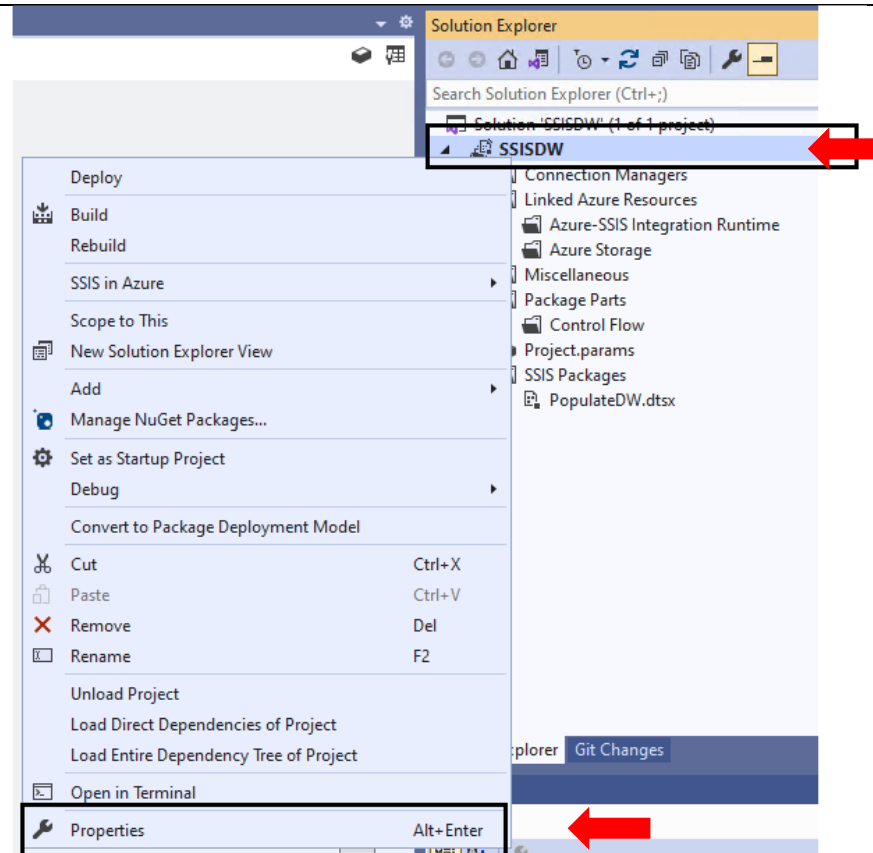 Solution Explorer
Search Solution Explorer (Ctrl+;)
Solution 'SSISDW' (1 of 1 project)
SSISDW
Connection Managers
Linked Azure Resources
Azure-SSIS Integration Runtime
Azure Storage
Miscellaneous
Package Parts
Control Flow
Project.params
SSIS Packages
PopulateDW.dtsx
Deploy
Build
Rebuild
SSIS in Azure
Scope to This
New Solution Explorer View
Add
Manage NuGet Packages...
Set as Startup Project
Debug
Convert to Package Deployment Model
Cut Ctrl+X
Paste Ctrl+V
Remove Del
Rename F2
Unload Project
Load Direct Dependencies of Project
Load Entire Dependency Tree of Project
Open in Terminal
Properties Alt+Enter
plorer Git Changes